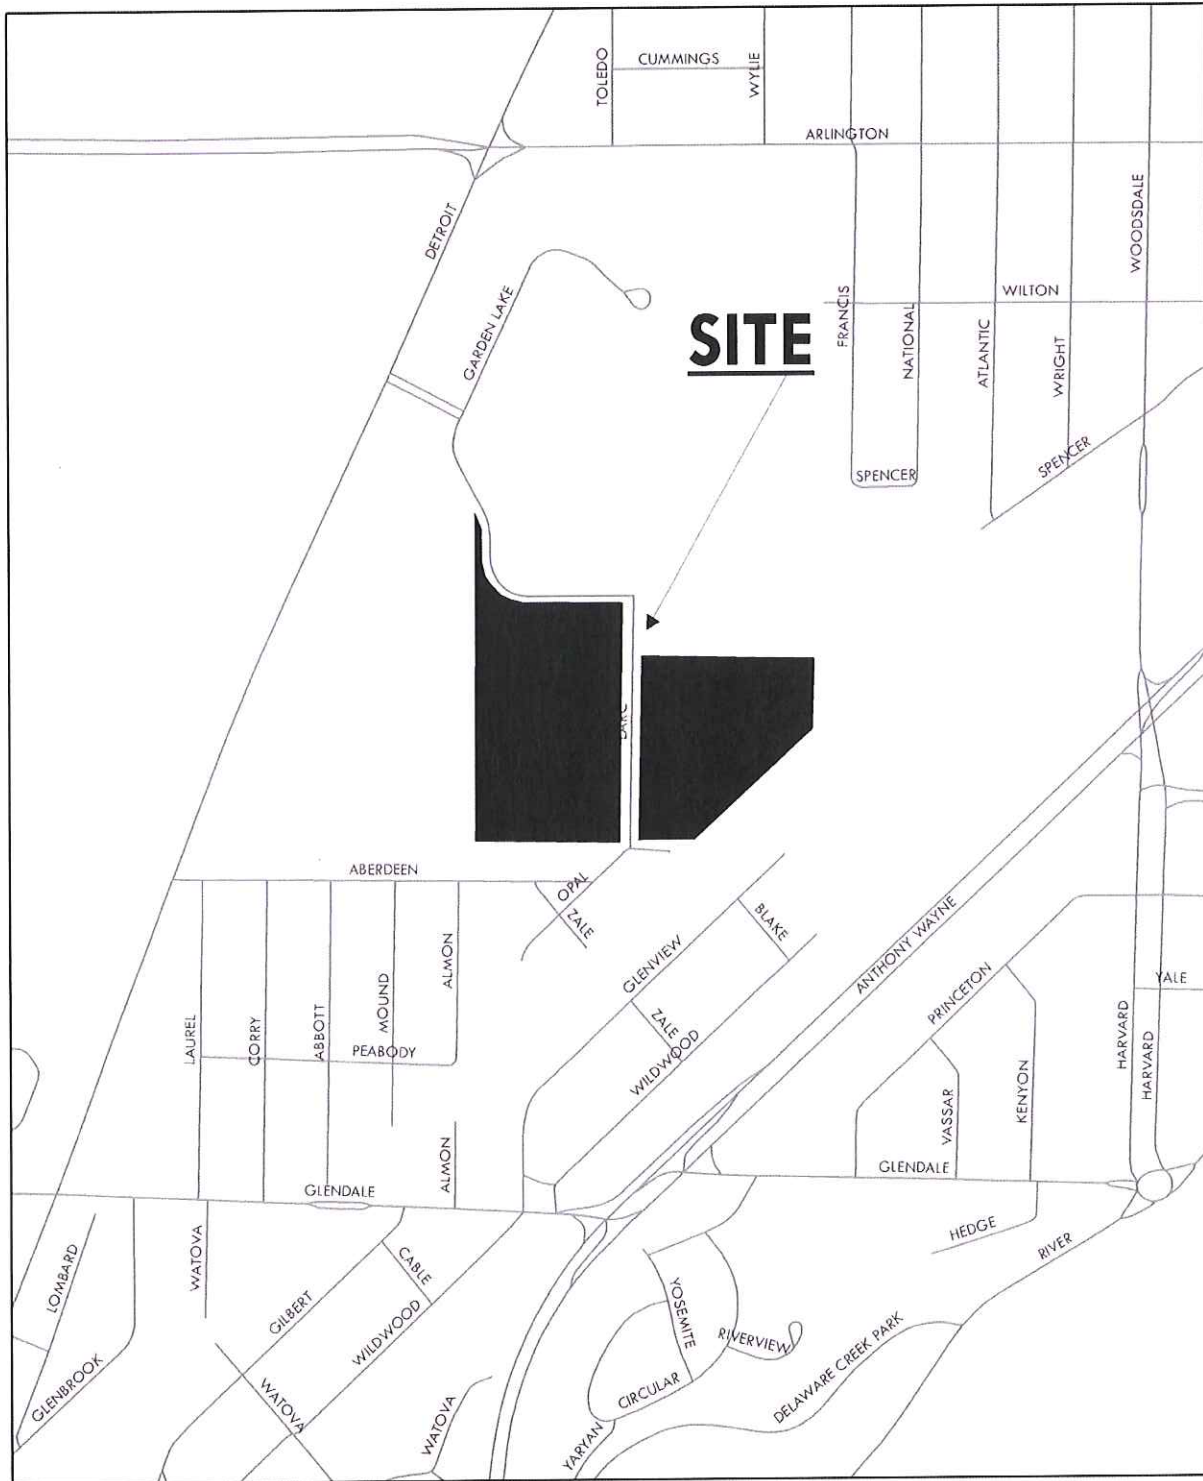 TOLEDO
CUMMINGS
WYLIE
ARLINGTON
DETROIT
WOODSDALE
GARDEN LAKE
WILTON
FRANCIS
NATIONAL
ATLANTIC
WRIGHT
SITE
SPENCER
SPENCER
LARC
ABERDEEN
OPAL
ZALE
BLAKE
GLENVIEW
ANTHONY WAYNE
ALMON
MOUND
PRINCETON
YALE
LAUREL
CORRY
ABBOTT
PEABODY
ZALE
WILDWOOD
HARVARD
HARVARD
KENYON
VASSAR
ALMON
GLENDALE
GLENDALE
HEDGE
RIVER
LOMBARD
WATOVA
CABLE
GILBERT
WILDWOOD
YOSEMITE
RIVERVIEW
DELAWARE CREEK PARK
GLENBROOK
WATOVA
WATOVA
CIRCULAR
YARYAN